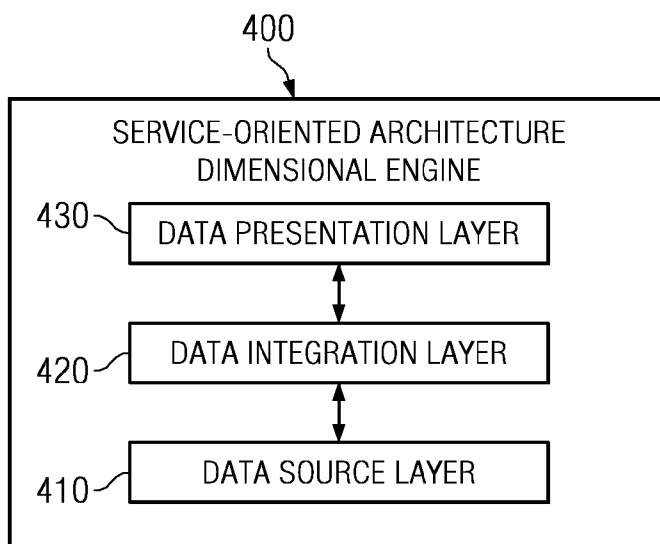 400
SERVICE-ORIENTED ARCHITECTURE
DIMENSIONAL ENGINE
430
DATA PRESENTATION LAYER
420
DATA INTEGRATION LAYER
410
DATA SOURCE LAYER